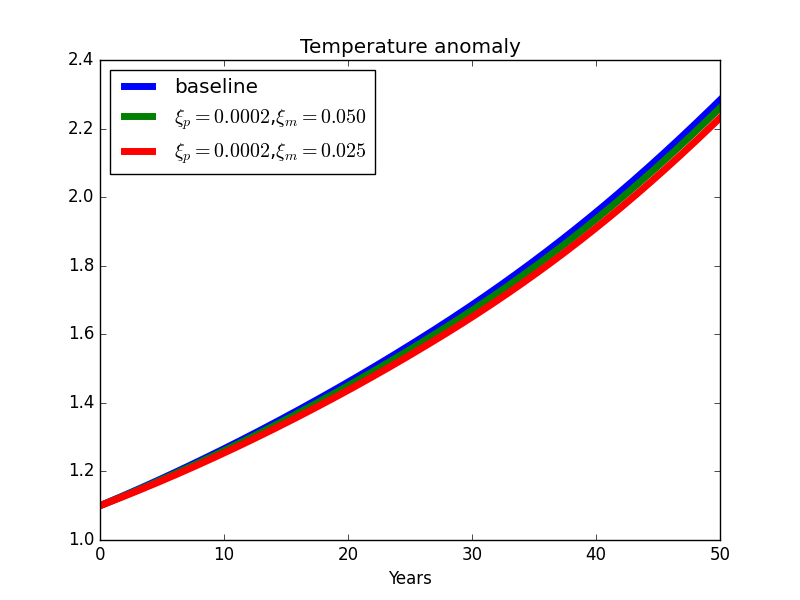 Temperature anomaly
2.4
2.2
2.0
1.8
1.6
1.4
1.2
1.0
baseline
ξp = 0.0002,ξm = 0.050
ξp = 0.0002,ξm = 0.025
0 10 20 30 40 50
Years